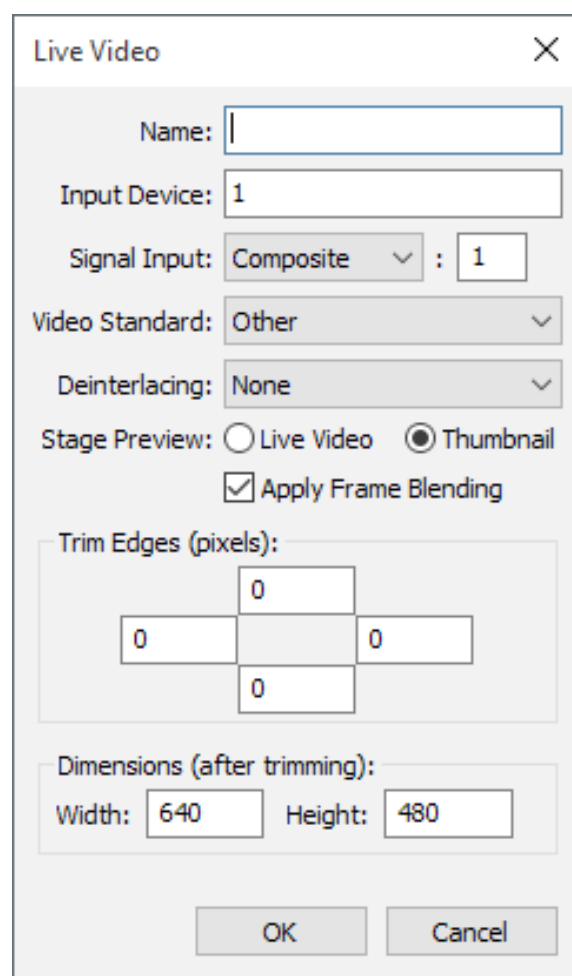 Live Video
Name:
Input Device: 1
Signal Input: Composite : 1
Video Standard: Other
Deinterlacing: None
Stage Preview: Live Video Thumbnail
Apply Frame Blending
Trim Edges (pixels):
0
0 0
0
Dimensions (after trimming):
Width: 640 Height: 480
OK Cancel